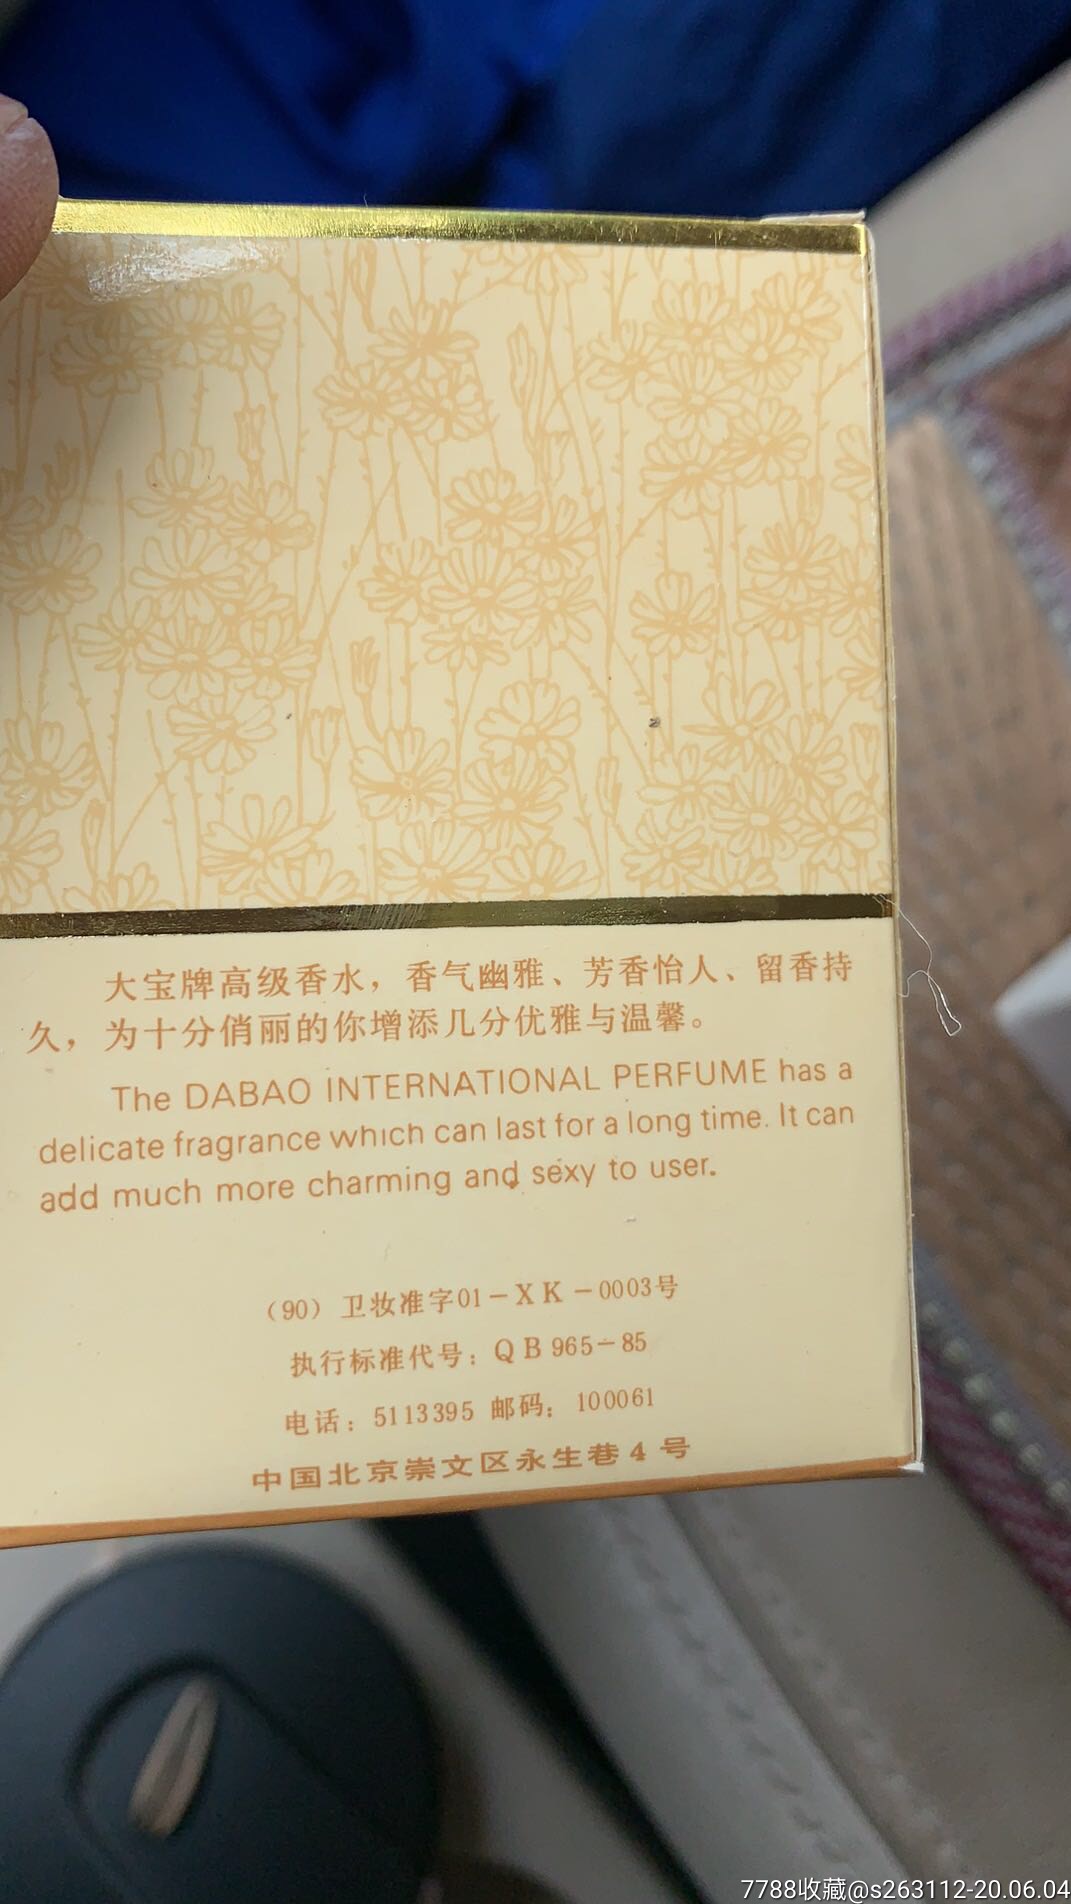 大宝牌高级香水，香气幽雅、芳香怡人、留香持
久，为十分俏丽的你增添几分优雅与温馨。
The DABAO INTERNATIONAL PERFUME has a
delicate fragrance which can last for a long time. It can
add much more charming and sexy to user.
（90）卫妆准字01－XK－0003号
执行标准代号：QB965－85
电话：5113395 邮码：100061
中国北京崇文区永生巷4号
7788收藏@s263112-20.06.04